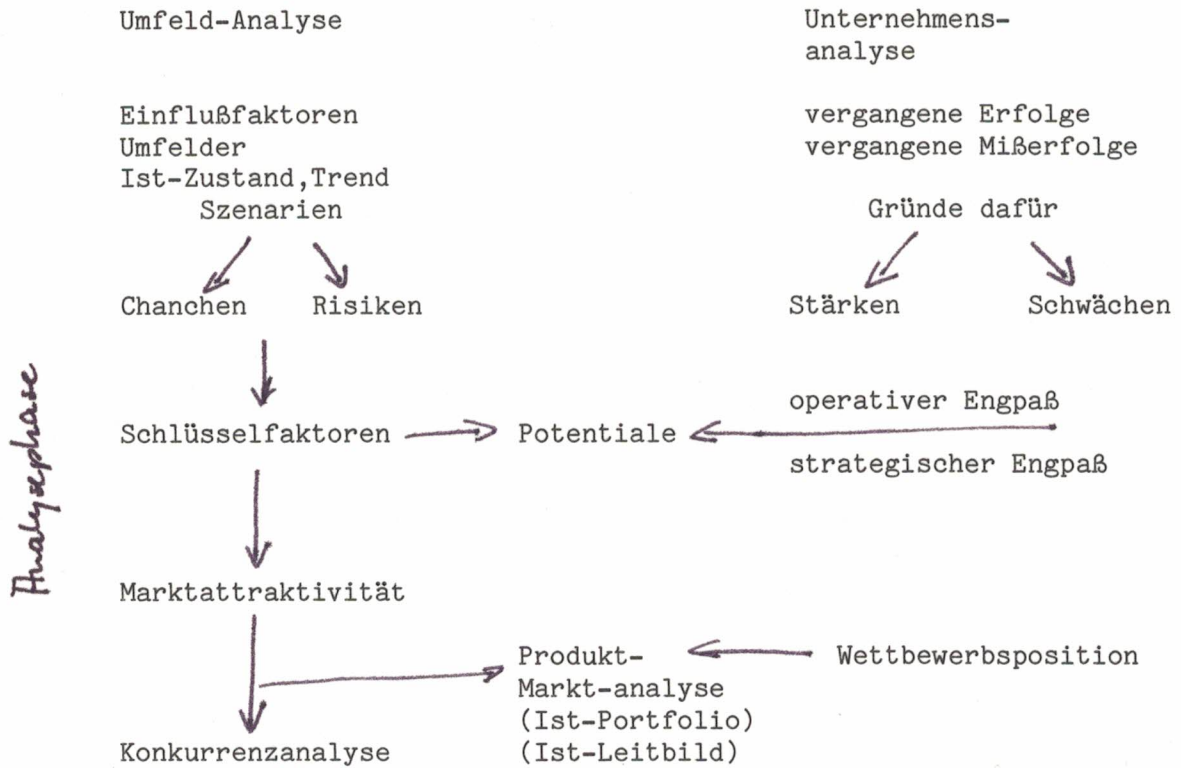 Umfeld-Analyse
Unternehmens-
analyse
Einflußfaktoren
Umfelder
Ist-Zustand,Trend
Szenarien
vergangene Erfolge
vergangene Mißerfolge
Gründe dafür
Chanchen Risiken
Stärken Schwächen
Analysephase
Schlüsselfaktoren
Potentiale
operativer Engpaß
strategischer Engpaß
Marktattraktivität
Produkt-
Markt-analyse
(Ist-Portfolio)
(Ist-Leitbild)
Wettbewerbsposition
Konkurrenzanalyse